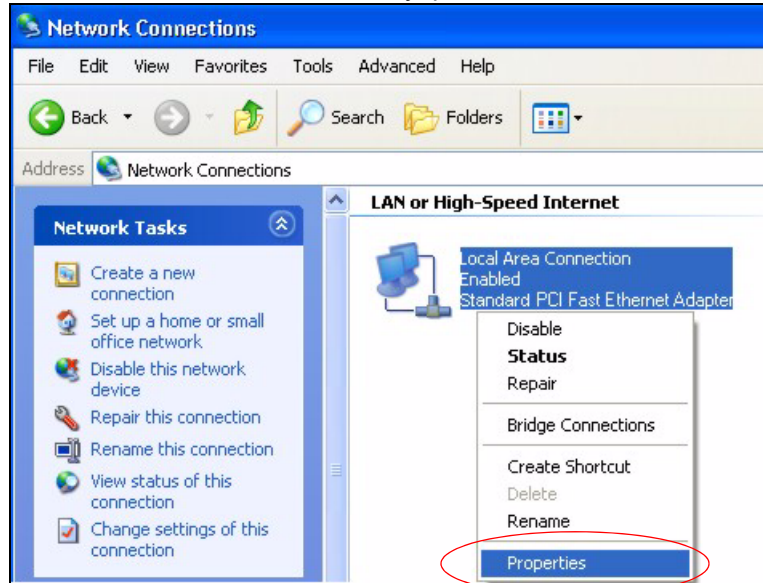 Network Connections
File Edit View Favorites Tools Advanced Help
Back Search Folders
Address Network Connections
Network Tasks
Create a new
connection
Set up a home or small
office network
Disable this network
device
Repair this connection
Rename this connection
View status of this
connection
Change settings of this
connection
LAN or High-Speed Internet
Local Area Connection
Enabled
Standard PCI Fast Ethernet Adapter
Disable
Status
Repair
Bridge Connections
Create Shortcut
Delete
Rename
Properties